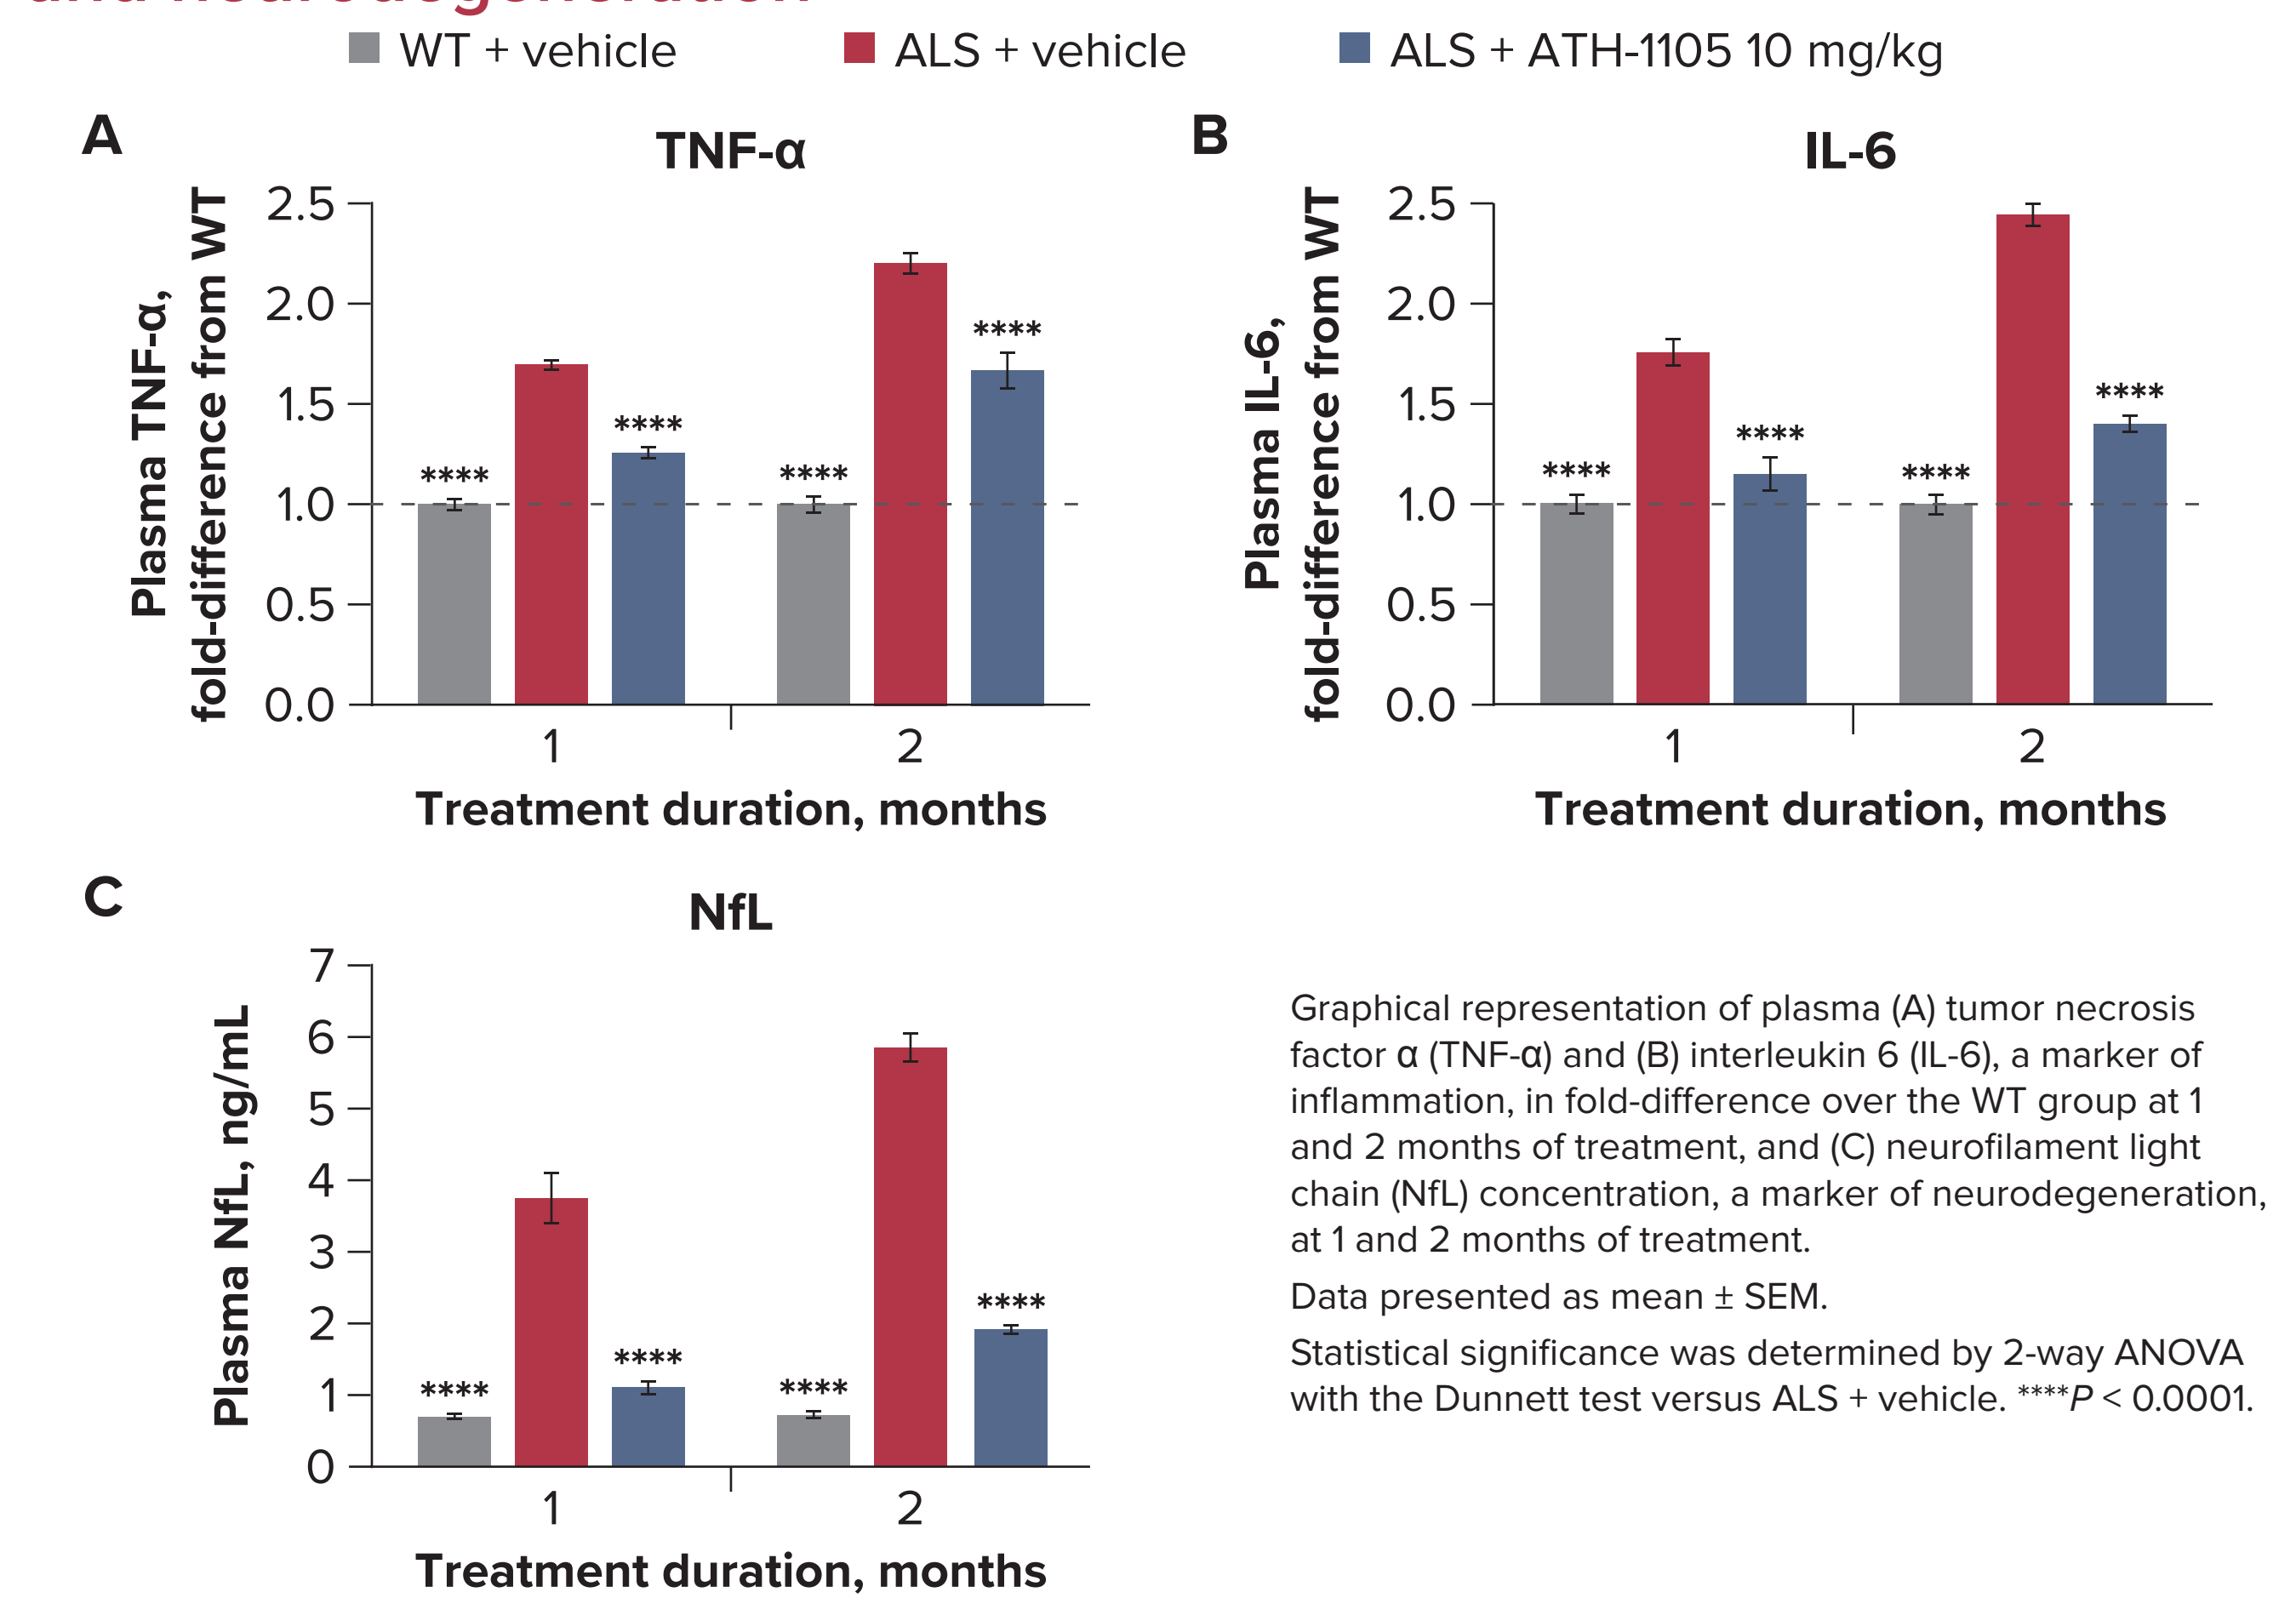 and neurodegeneration
WT + vehicle
ALS + vehicle
ALS + ATH-1105 10 mg/kg
A
TNF-α
Plasma TNF-α,
fold-difference from WT
2.5
2.0
1.5
1.0
0.5
0.0
****
****
****
****
1
2
Treatment duration, months
B
IL-6
Plasma IL-6,
fold-difference from WT
2.5
2.0
1.5
1.0
0.5
0.0
****
****
****
****
1
2
Treatment duration, months
C
NfL
Plasma NfL, ng/mL
7
6
5
4
3
2
1
0
****
****
****
****
1
2
Treatment duration, months
Graphical representation of plasma (A) tumor necrosis
factor α (TNF-α) and (B) interleukin 6 (IL-6), a marker of
inflammation, in fold-difference over the WT group at 1
and 2 months of treatment, and (C) neurofilament light
chain (NfL) concentration, a marker of neurodegeneration,
at 1 and 2 months of treatment.
Data presented as mean ± SEM.
Statistical significance was determined by 2-way ANOVA
with the Dunnett test versus ALS + vehicle. ****P < 0.0001.